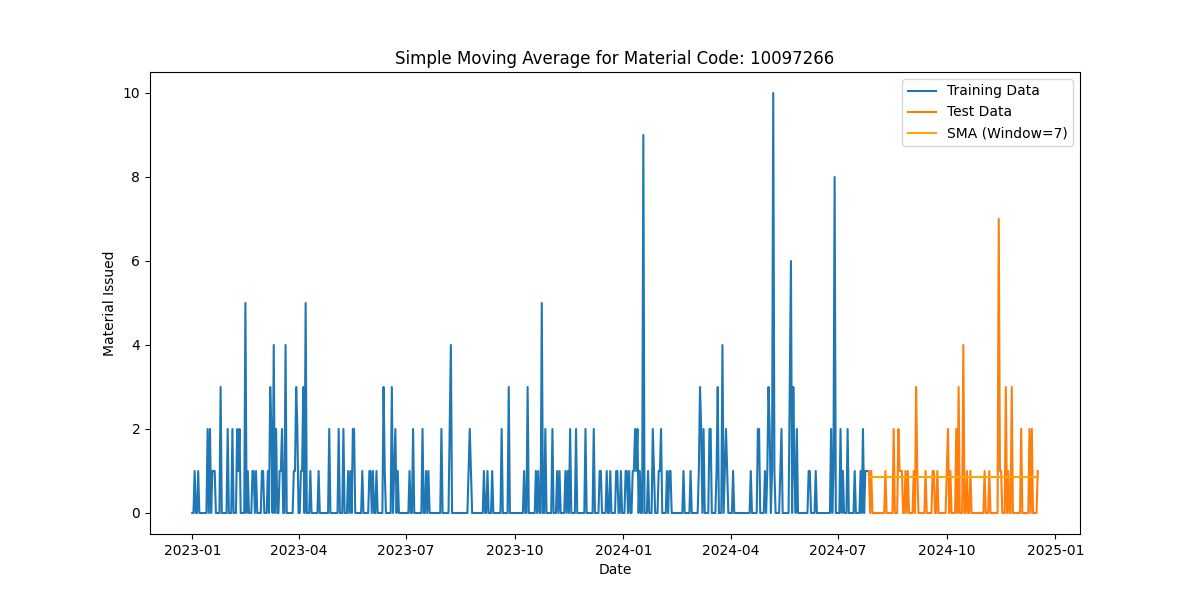 Simple Moving Average for Material Code: 10097266
Training Data
Test Data
SMA (Window=7)
Material Issued
10
8
6
4
2
0
2023-01 2023-04 2023-07 2023-10 2024-01 2024-04 2024-07 2024-10 2025-01
Date